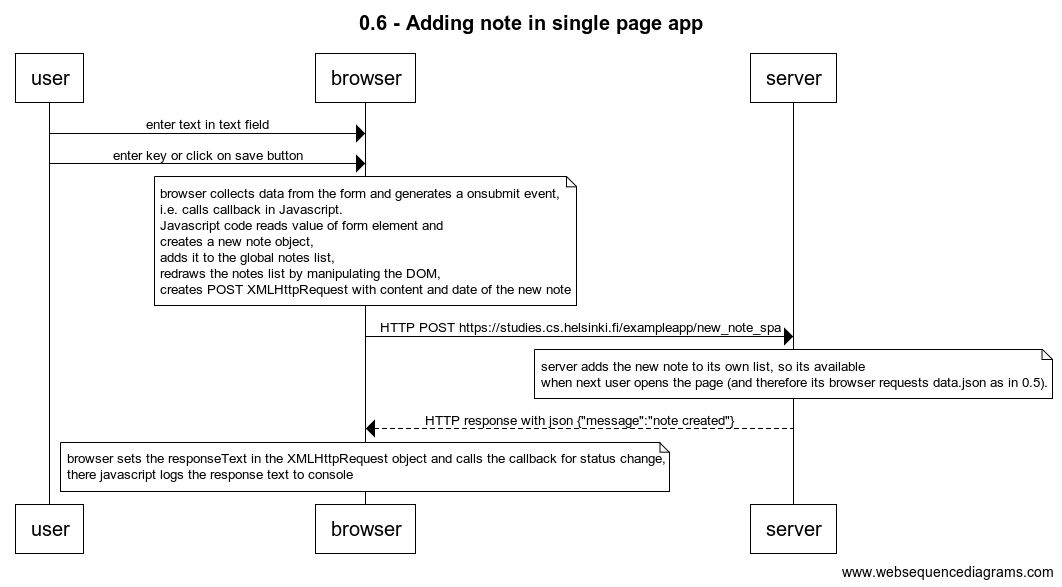 0.6 - Adding note in single page app
user
browser
server
enter text in text field
enter key or click on save button
browser collects data from the form and generates a onsubmit event,
i.e. calls callback in Javascript.
Javascript code reads value of form element and
creates a new note object,
adds it to the global notes list,
redraws the notes list by manipulating the DOM,
creates POST XMLHttpRequest with content and date of the new note
HTTP POST https://studies.cs.helsinki.fi/exampleapp/new_note_spa
server adds the new note to its own list, so its available
when next user opens the page (and therefore its browser requests data.json as in 0.5).
HTTP response with json {"message":"note created"}
browser sets the responseText in the XMLHttpRequest object and calls the callback for status change,
there javascript logs the response text to console
user
browser
server
www.websequencediagrams.com